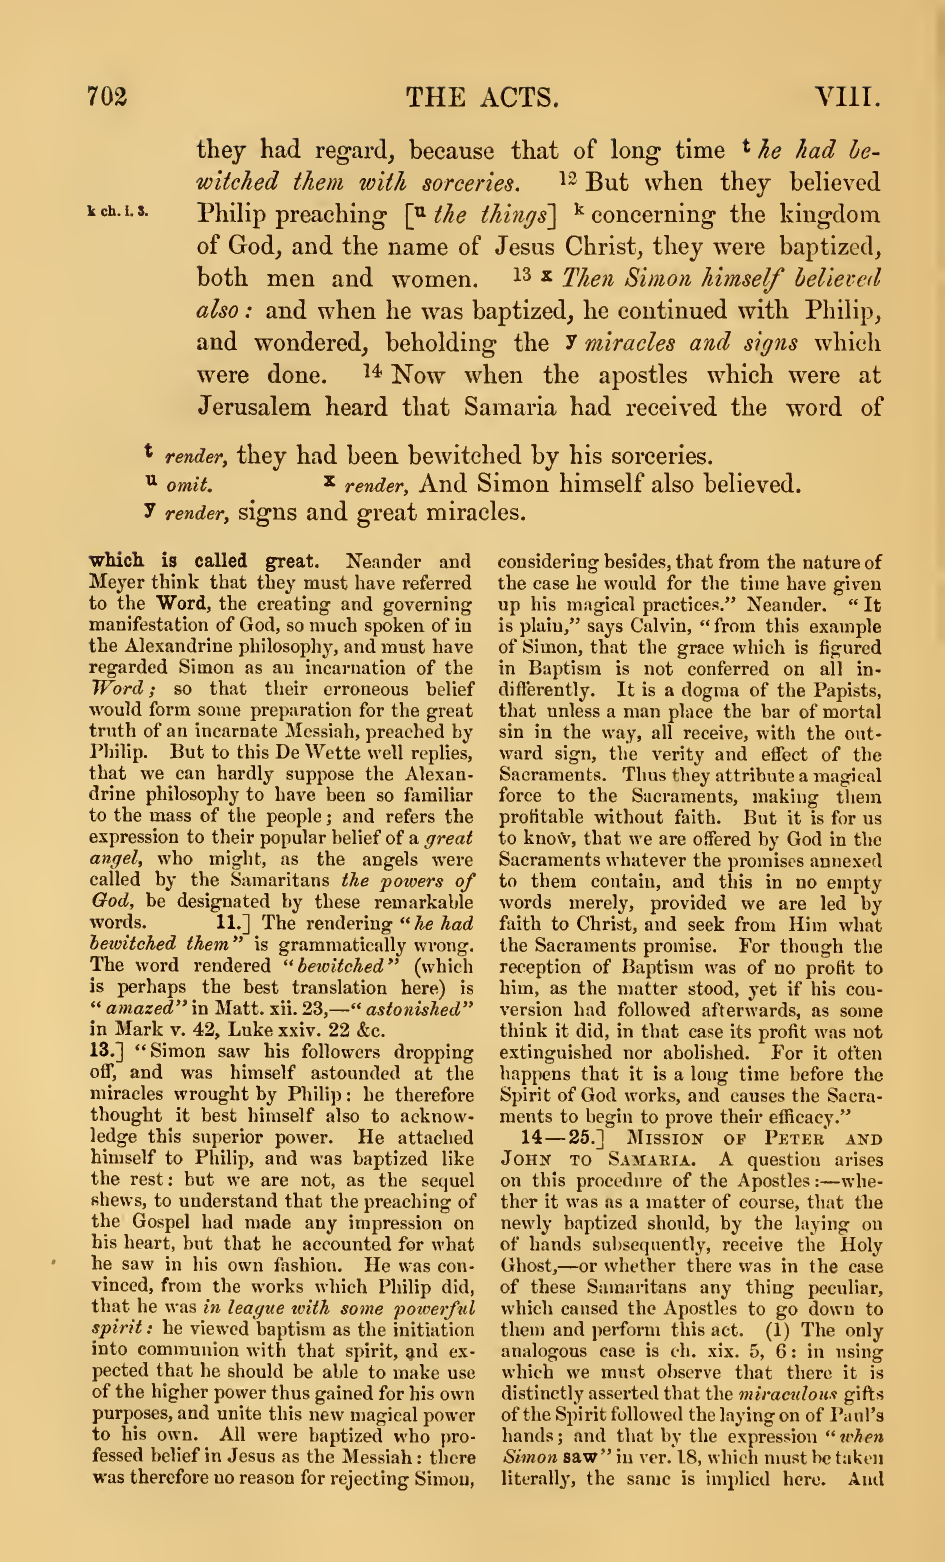 702
THE ACTS.
VIII.
they had regard, because that of long time t he had be-
witched them with sorceries. 12 But when they believed
k ch. i. 3.
Philip preaching [u the things] k concerning the kingdom
of God, and the name of Jesus Christ, they were baptized,
both men and women. 13 x Then Simon himself believed
also: and when he was baptized, he continued with Philip,
and wondered, beholding the y miracles and signs which
were done. 14 Now when the apostles which were at
Jerusalem heard that Samaria had received the word of
t render, they had been bewitched by his sorceries.
u omit. x render, And Simon himself also believed.
y render, signs and great miracles.
which is called great. Neander and
Meyer think that they must have referred
to the Word, the creating and governing
manifestation of God, so much spoken of in
the Alexandrine philosophy, and must have
regarded Simon as an incarnation of the
Word; so that their erroneous belief
would form some preparation for the great
truth of an incarnate Messiah, preached by
Philip. But to this De Wette well replies,
that we can hardly suppose the Alexan-
drine philosophy to have been so familiar
to the mass of the people; and refers the
expression to their popular belief of a great
angel, who might, as the angels were
called by the Samaritans the powers of
God, be designated by these remarkable
words. 11.] The rendering "he had
bewitched them" is grammatically wrong.
The word rendered "bewitched" (which
is perhaps the best translation here) is
"amazed" in Matt. xii. 23,—"astonished"
in Mark v. 42, Luke xxiv. 22 &c.
13.] "Simon saw his followers dropping
off, and was himself astounded at the
miracles wrought by Philip: he therefore
thought it best himself also to acknow-
ledge this superior power. He attached
himself to Philip, and was baptized like
the rest: but we are not, as the sequel
shews, to understand that the preaching of
the Gospel had made any impression on
his heart, but that he accounted for what
he saw in his own fashion. He was con-
vinced, from the works which Philip did,
that he was in league with some powerful
spirit: he viewed baptism as the initiation
into communion with that spirit, and ex-
pected that he should be able to make use
of the higher power thus gained for his own
purposes, and unite this new magical power
to his own. All were baptized who pro-
fessed belief in Jesus as the Messiah: there
was therefore no reason for rejecting Simon,
considering besides, that from the nature of
the case he would for the time have given
up his magical practices." Neander. "It
is plain," says Calvin, "from this example
of Simon, that the grace which is figured
in Baptism is not conferred on all in-
differently. It is a dogma of the Papists,
that unless a man place the bar of mortal
sin in the way, all receive, with the out-
ward sign, the verity and effect of the
Sacraments. Thus they attribute a magical
force to the Sacraments, making them
profitable without faith. But it is for us
to know, that we are offered by God in the
Sacraments whatever the promises annexed
to them contain, and this in no empty
words merely, provided we are led by
faith to Christ, and seek from Him what
the Sacraments promise. For though the
reception of Baptism was of no profit to
him, as the matter stood, yet if his con-
version had followed afterwards, as some
think it did, in that case its profit was not
extinguished nor abolished. For it often
happens that it is a long time before the
Spirit of God works, and causes the Sacra-
ments to begin to prove their efficacy."
14—25.] MISSION OF PETER AND
JOHN TO SAMARIA. A question arises
on this procedure of the Apostles:—whe-
ther it was as a matter of course, that the
newly baptized should, by the laying on
of hands subsequently, receive the Holy
Ghost,—or whether there was in the case
of these Samaritans any thing peculiar,
which caused the Apostles to go down to
them and perform this act. (1) The only
analogous case is ch. xix. 5, 6: in using
which we must observe that there it is
distinctly asserted that the miraculous gifts
of the Spirit followed the laying on of Paul's
hands; and that by the expression "when
Simon saw" in ver. 18, which must be taken
literally, the same is implied here. And